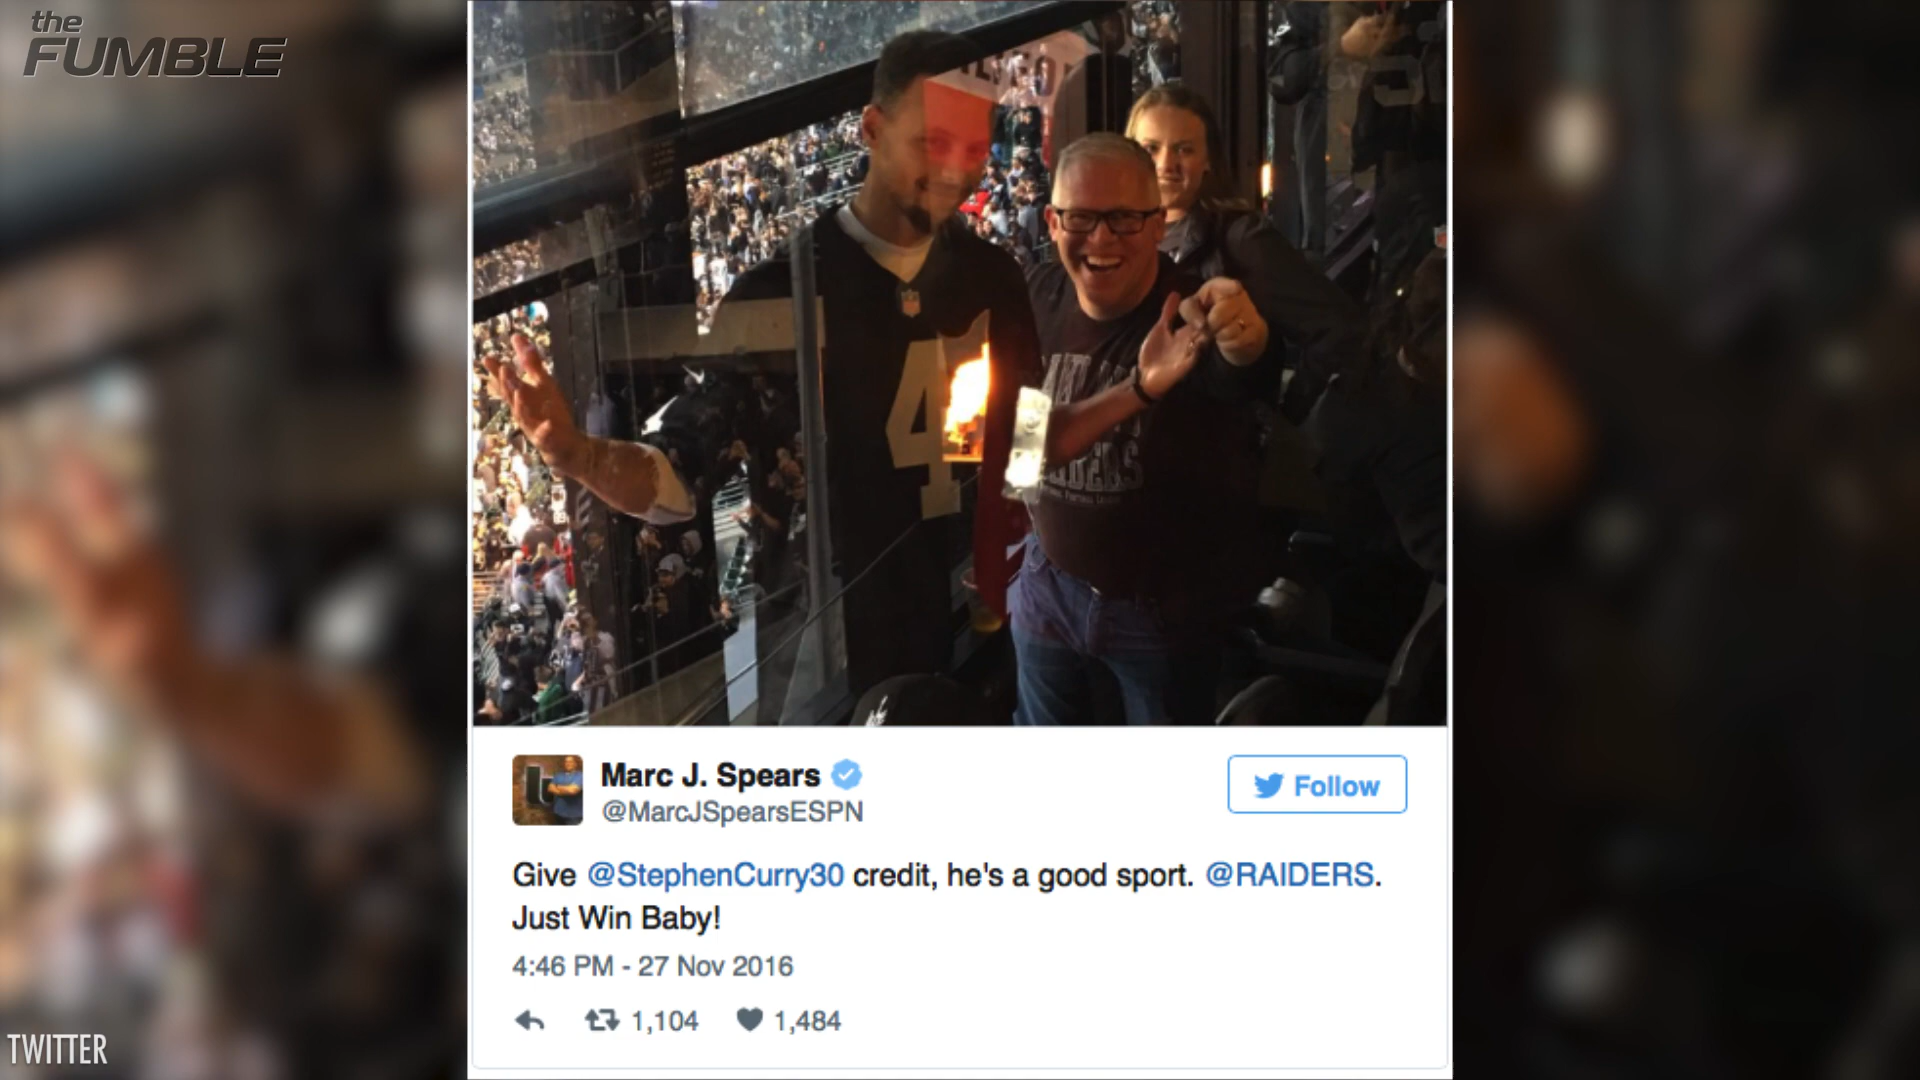 the
FUMBLE
4
Marc J. Spears
@MarcJSpearsESPN
Follow
Give @StephenCurry30 credit, he's a good sport. @RAIDERS.
Just Win Baby!
4:46 PM - 27 Nov 2016
1,104 1,484
TWITTER